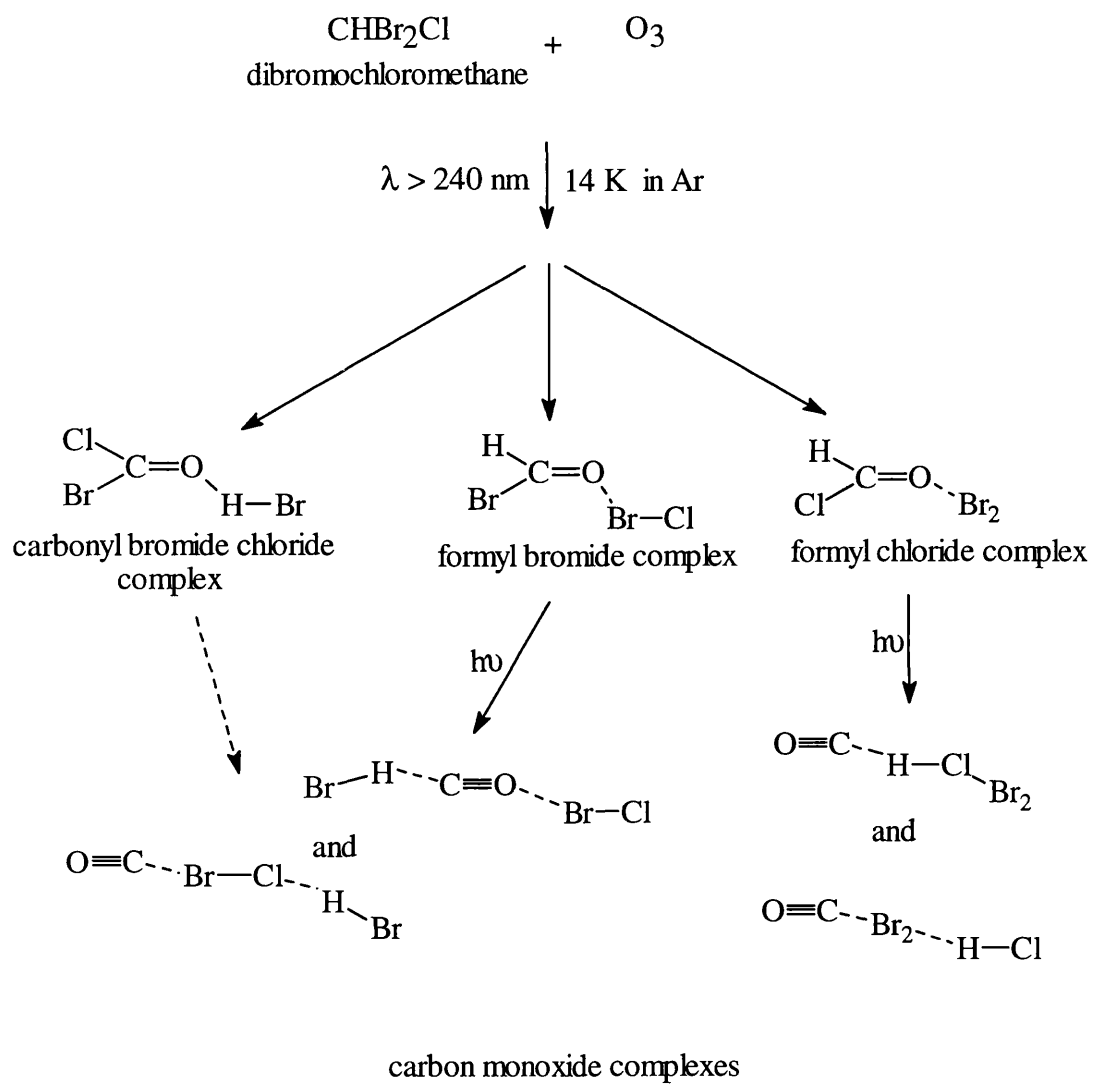 CHBr2Cl + O3
dibromochloromethane
λ > 240 nm 14 K in Ar
Cl
C=O
Br
H—Br
carbonyl bromide chloride
complex
H
C=O
Br
Br—Cl
formyl bromide complex
H
C=O
Cl
Br2
formyl chloride complex
hυ
hυ
Br—H---C≡O---Br—Cl
and
O≡C---Br—Cl---H—Br
O≡C---H—Cl
Br2
and
O≡C---Br2---H—Cl
carbon monoxide complexes